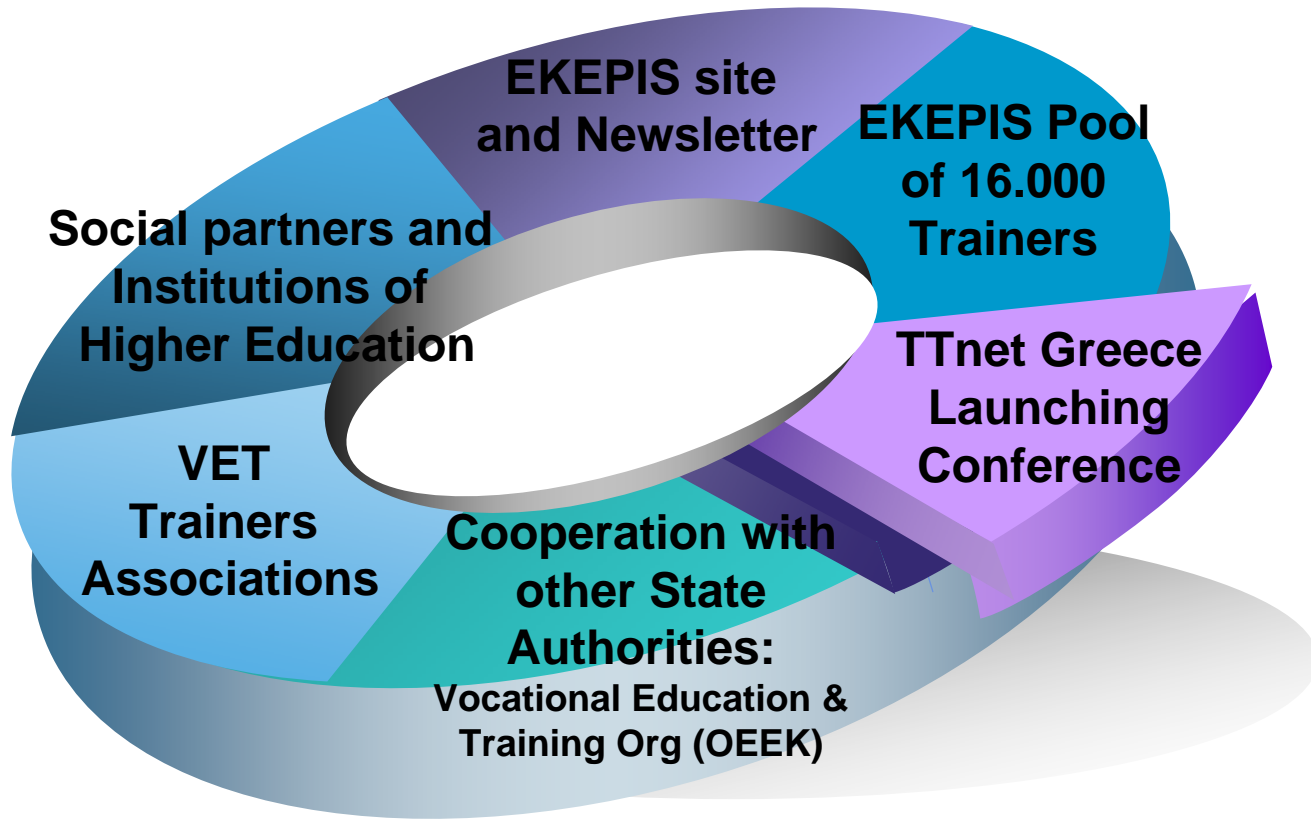 EKEPIS site
and Newsletter
EKEPIS Pool
of 16.000
Trainers
TTnet Greece
Launching
Conference
Cooperation with
other State
Authorities:
Vocational Education &
Training Org (OEEK)
VET
Trainers
Associations
Social partners and
Institutions of
Higher Education